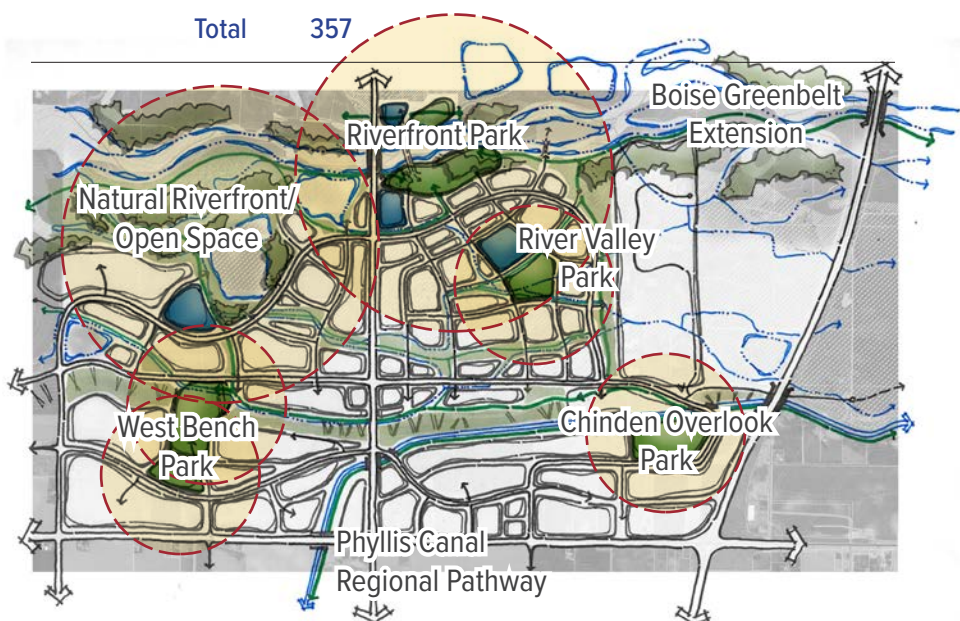 Total 357
Boise Greenbelt
Extension
Riverfront Park
Natural Riverfront/
Open Space
River Valley
Park
West Bench
Park
Chinden Overlook
Park
Phyllis Canal
Regional Pathway